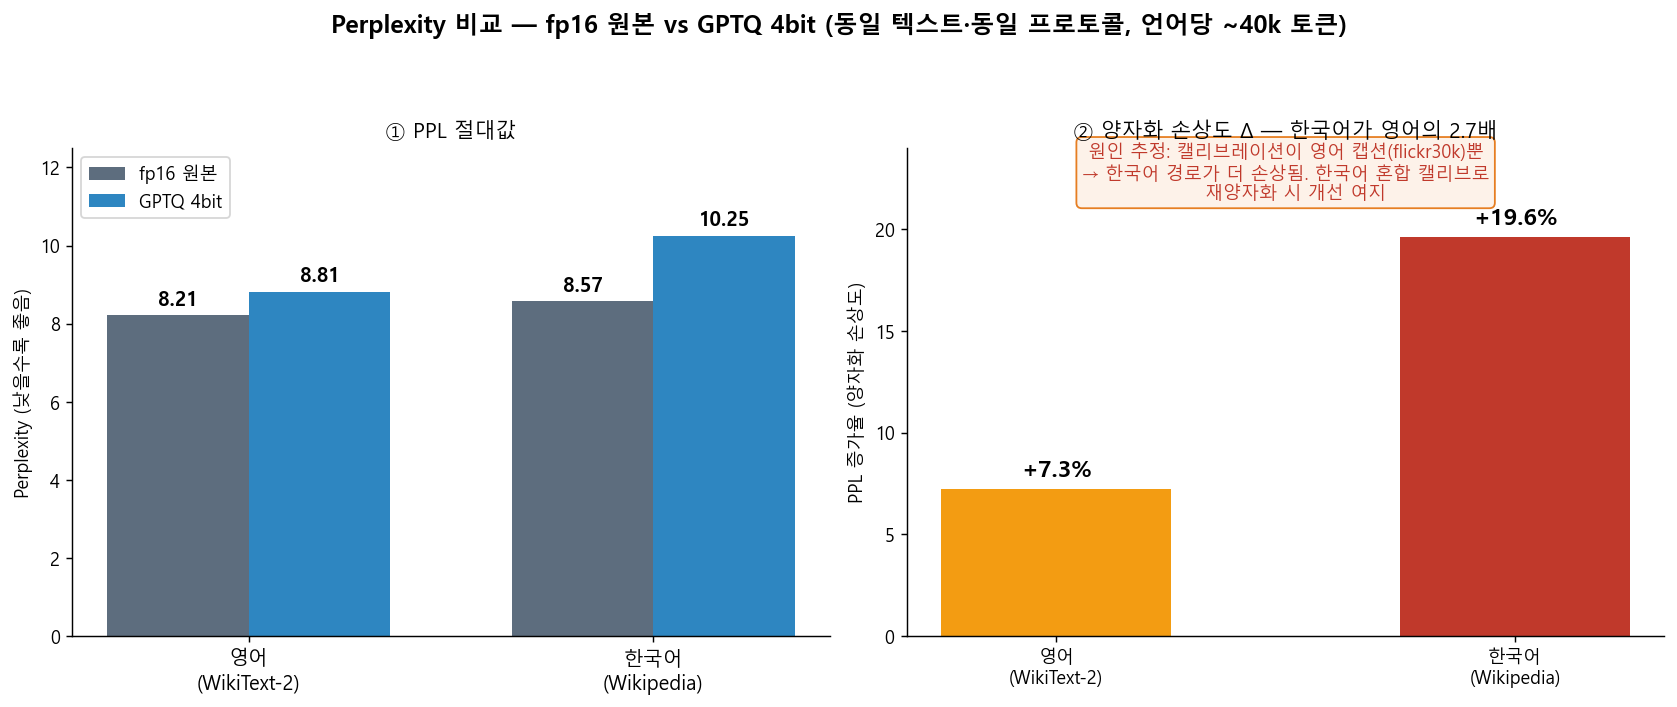 Perplexity 비교 — fp16 원본 vs GPTQ 4bit (동일 텍스트·동일 프로토콜, 언어당 ~40k 토큰)
① PPL 절대값
fp16 원본
GPTQ 4bit
Perplexity (낮을수록 좋음)
12
10
8
6
4
2
0
8.21
8.81
8.57
10.25
영어
(WikiText-2)
한국어
(Wikipedia)
② 양자화 손상도 Δ — 한국어가 영어의 2.7배
원인 추정: 캘리브레이션이 영어 캡션(flickr30k)뿐
→ 한국어 경로가 더 손상됨. 한국어 혼합 캘리브로
재양자화 시 개선 여지
PPL 증가율 (양자화 손상도)
20
15
10
5
0
+7.3%
+19.6%
영어
(WikiText-2)
한국어
(Wikipedia)